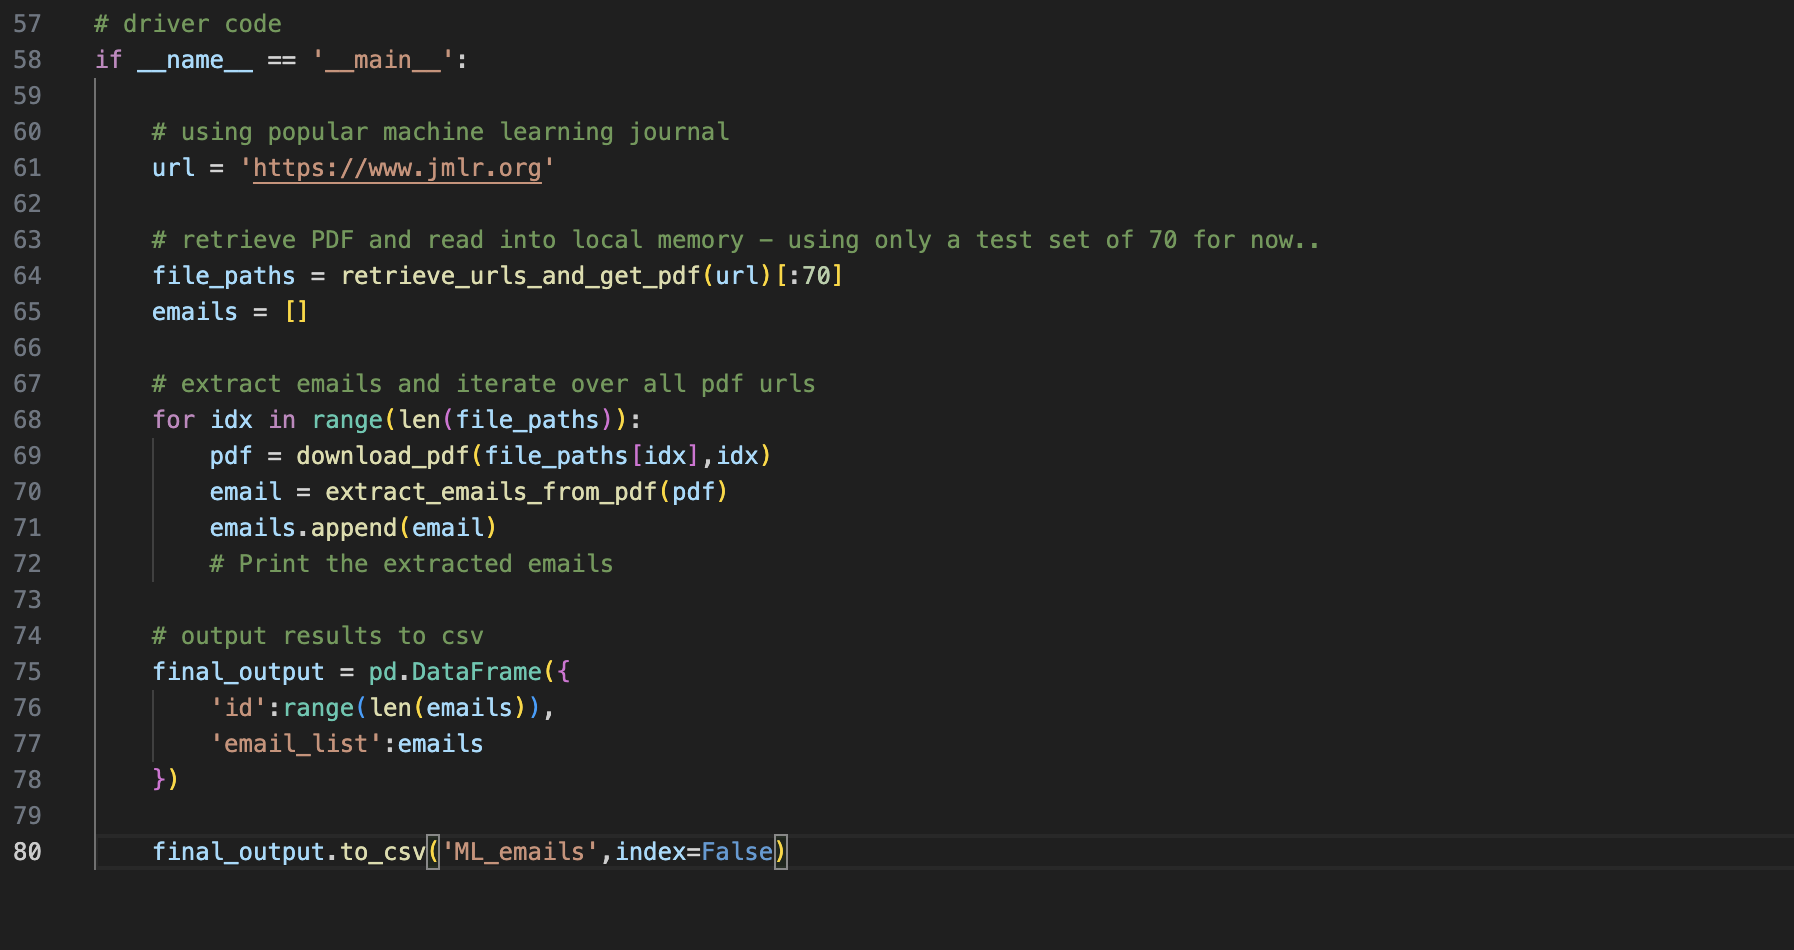 57 # driver code
58 if __name__ == '__main__':
59
60 # using popular machine learning journal
61 url = 'https://www.jmlr.org'
62
63 # retrieve PDF and read into local memory – using only a test set of 70 for now..
64 file_paths = retrieve_urls_and_get_pdf(url)[:70]
65 emails = []
66
67 # extract emails and iterate over all pdf urls
68 for idx in range(len(file_paths)):
69 pdf = download_pdf(file_paths[idx],idx)
70 email = extract_emails_from_pdf(pdf)
71 emails.append(email)
72 # Print the extracted emails
73
74 # output results to csv
75 final_output = pd.DataFrame({
76 'id':range(len(emails)),
77 'email_list':emails
78 })
79
80 final_output.to_csv('ML_emails',index=False)